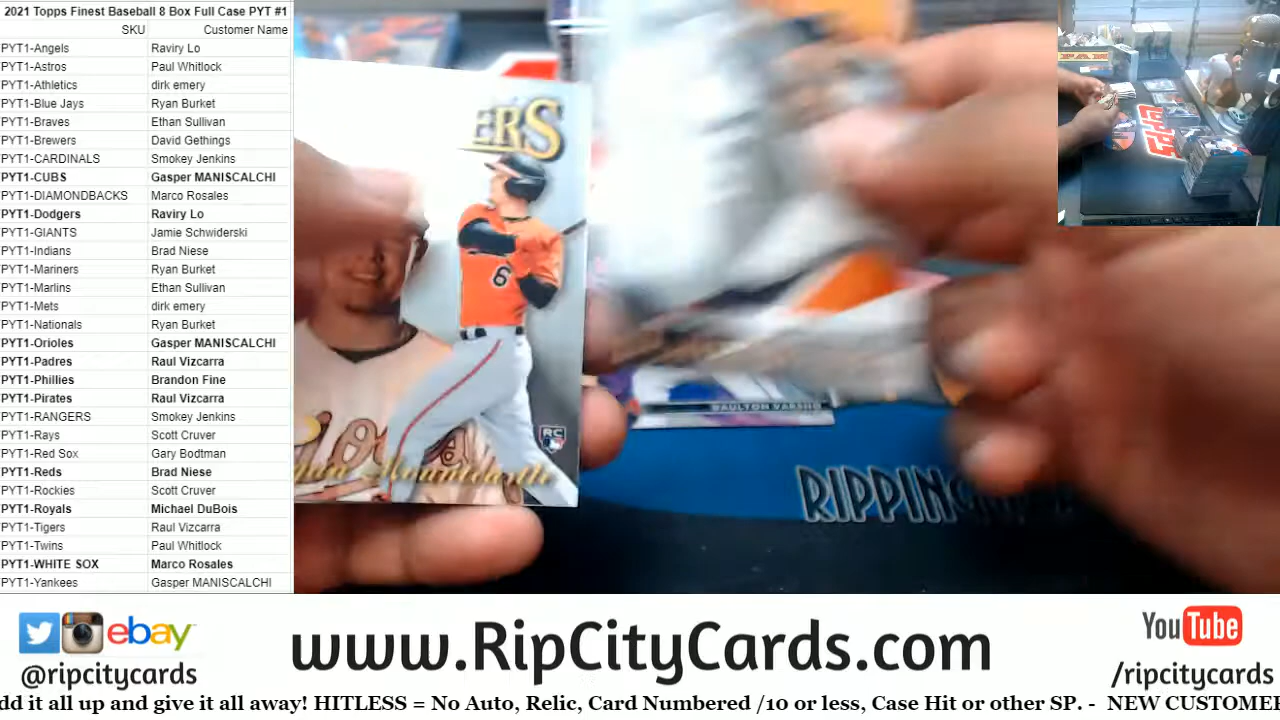 2021 Topps Finest Baseball 8 Box Full Case PYT #1
SKU Customer Name
PYT1-Angels Raviry Lo
PYT1-Astros Paul Whitlock
PYT1-Athletics dirk emery
PYT1-Blue Jays Ryan Burket
PYT1-Braves Ethan Sullivan
PYT1-Brewers David Gethings
PYT1-CARDINALS Smokey Jenkins
PYT1-CUBS Gasper MANISCALCHI
PYT1-DIAMONDBACKS Marco Rosales
PYT1-Dodgers Raviry Lo
PYT1-GIANTS Jamie Schwiderski
PYT1-Indians Brad Niese
PYT1-Mariners Ryan Burket
PYT1-Marlins Ethan Sullivan
PYT1-Mets dirk emery
PYT1-Nationals Ryan Burket
PYT1-Orioles Gasper MANISCALCHI
PYT1-Padres Raul Vizcarra
PYT1-Phillies Brandon Fine
PYT1-Pirates Raul Vizcarra
PYT1-RANGERS Smokey Jenkins
PYT1-Rays Scott Cruver
PYT1-Red Sox Gary Bodtman
PYT1-Reds Brad Niese
PYT1-Rockies Scott Cruver
PYT1-Royals Michael DuBois
PYT1-Tigers Raul Vizcarra
PYT1-Twins Paul Whitlock
PYT1-WHITE SOX Marco Rosales
PYT1-Yankees Gasper MANISCALCHI
ERS
6
RC
Mountcastle
DAULTON VARSHO
RIPPIN
TOPPS
ebay
@ripcitycards
www.RipCityCards.com
YouTube
/ripcitycards
dd it all up and give it all away! HITLESS = No Auto, Relic, Card Numbered /10 or less, Case Hit or other SP. - NEW CUSTOME